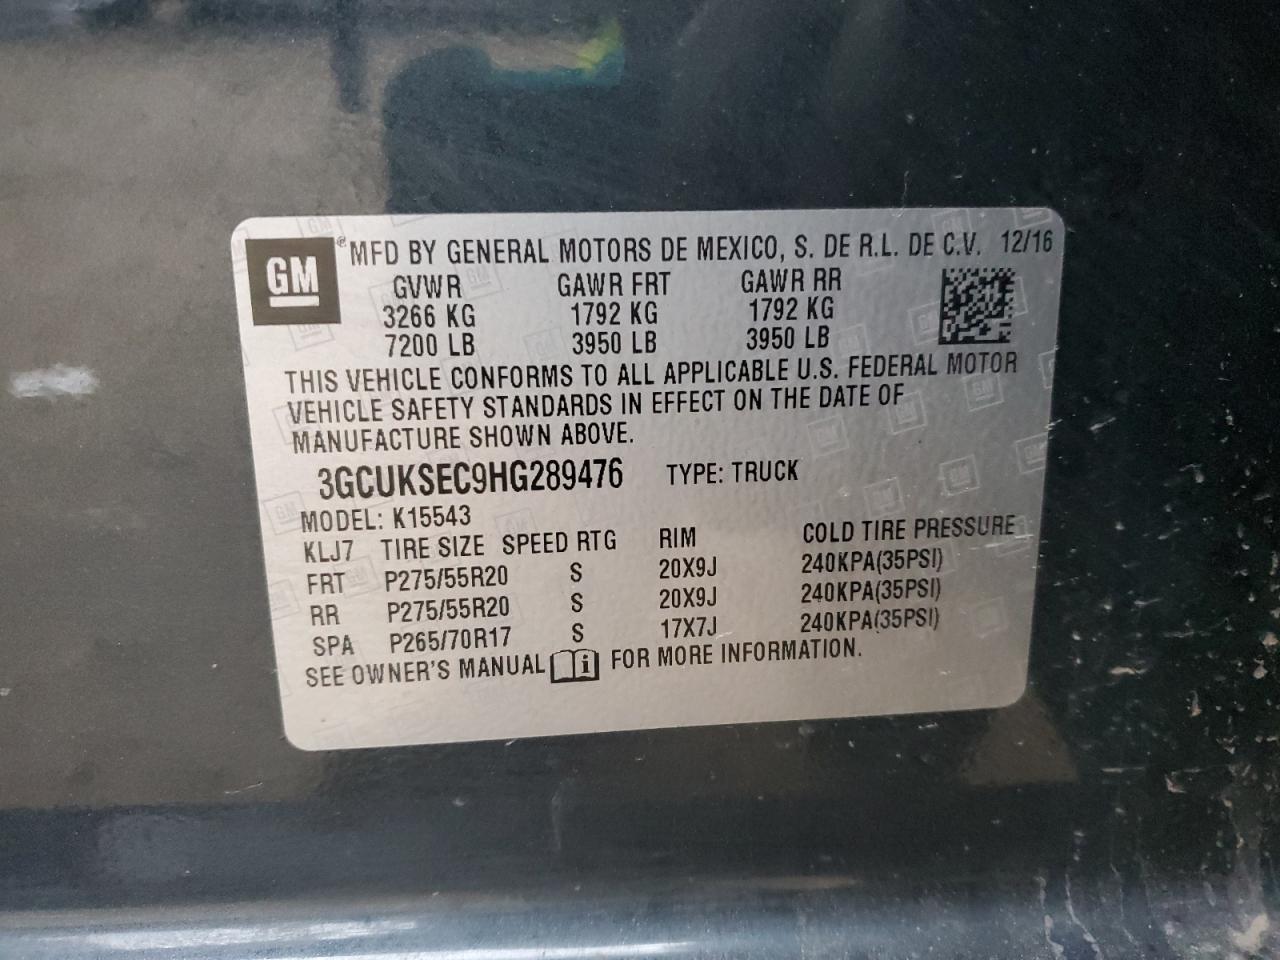 GM ® MFD BY GENERAL MOTORS DE MEXICO, S. DE R.L. DE C.V. 12/16
GVWR GAWR FRT GAWR RR
3266 KG 1792 KG 1792 KG
7200 LB 3950 LB 3950 LB
THIS VEHICLE CONFORMS TO ALL APPLICABLE U.S. FEDERAL MOTOR
VEHICLE SAFETY STANDARDS IN EFFECT ON THE DATE OF
MANUFACTURE SHOWN ABOVE.
3GCUKSEC9HG289476 TYPE: TRUCK
MODEL: K15543
KLJ7 TIRE SIZE SPEED RTG RIM COLD TIRE PRESSURE
FRT P275/55R20 S 20X9J 240KPA(35PSI)
RR P275/55R20 S 20X9J 240KPA(35PSI)
SPA P265/70R17 S 17X7J 240KPA(35PSI)
SEE OWNER'S MANUAL i FOR MORE INFORMATION.